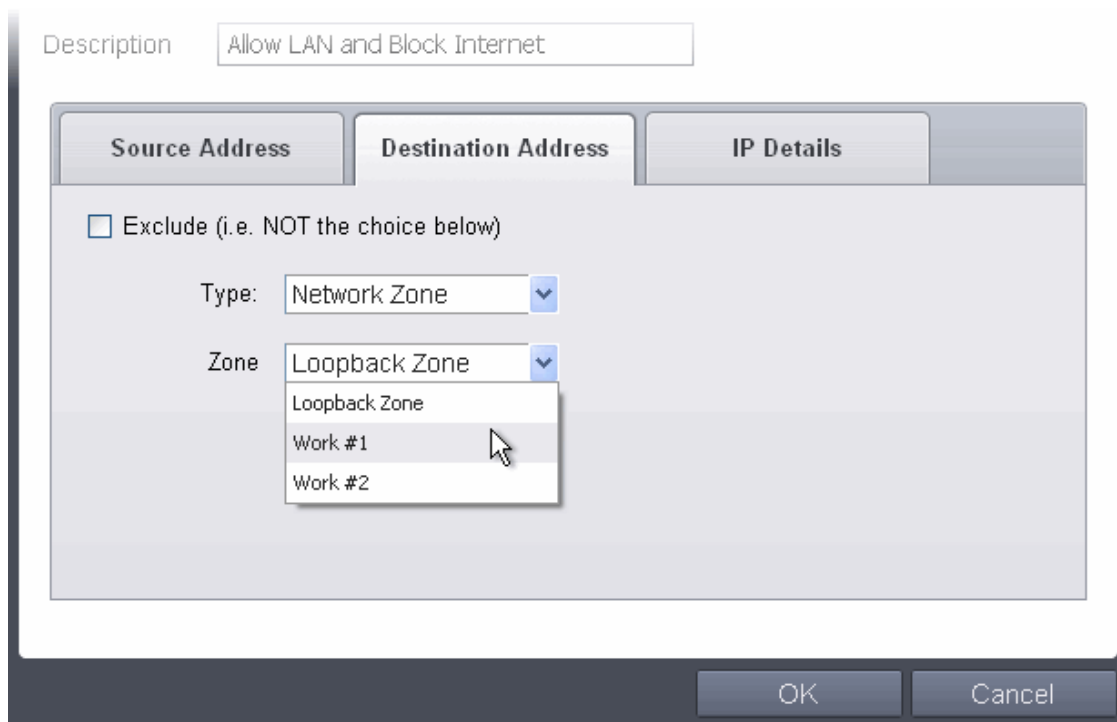 Description Allow LAN and Block Internet
Source Address Destination Address IP Details
Exclude (i.e. NOT the choice below)
Type: Network Zone
Zone Loopback Zone
Loopback Zone
Work #1
Work #2
OK Cancel